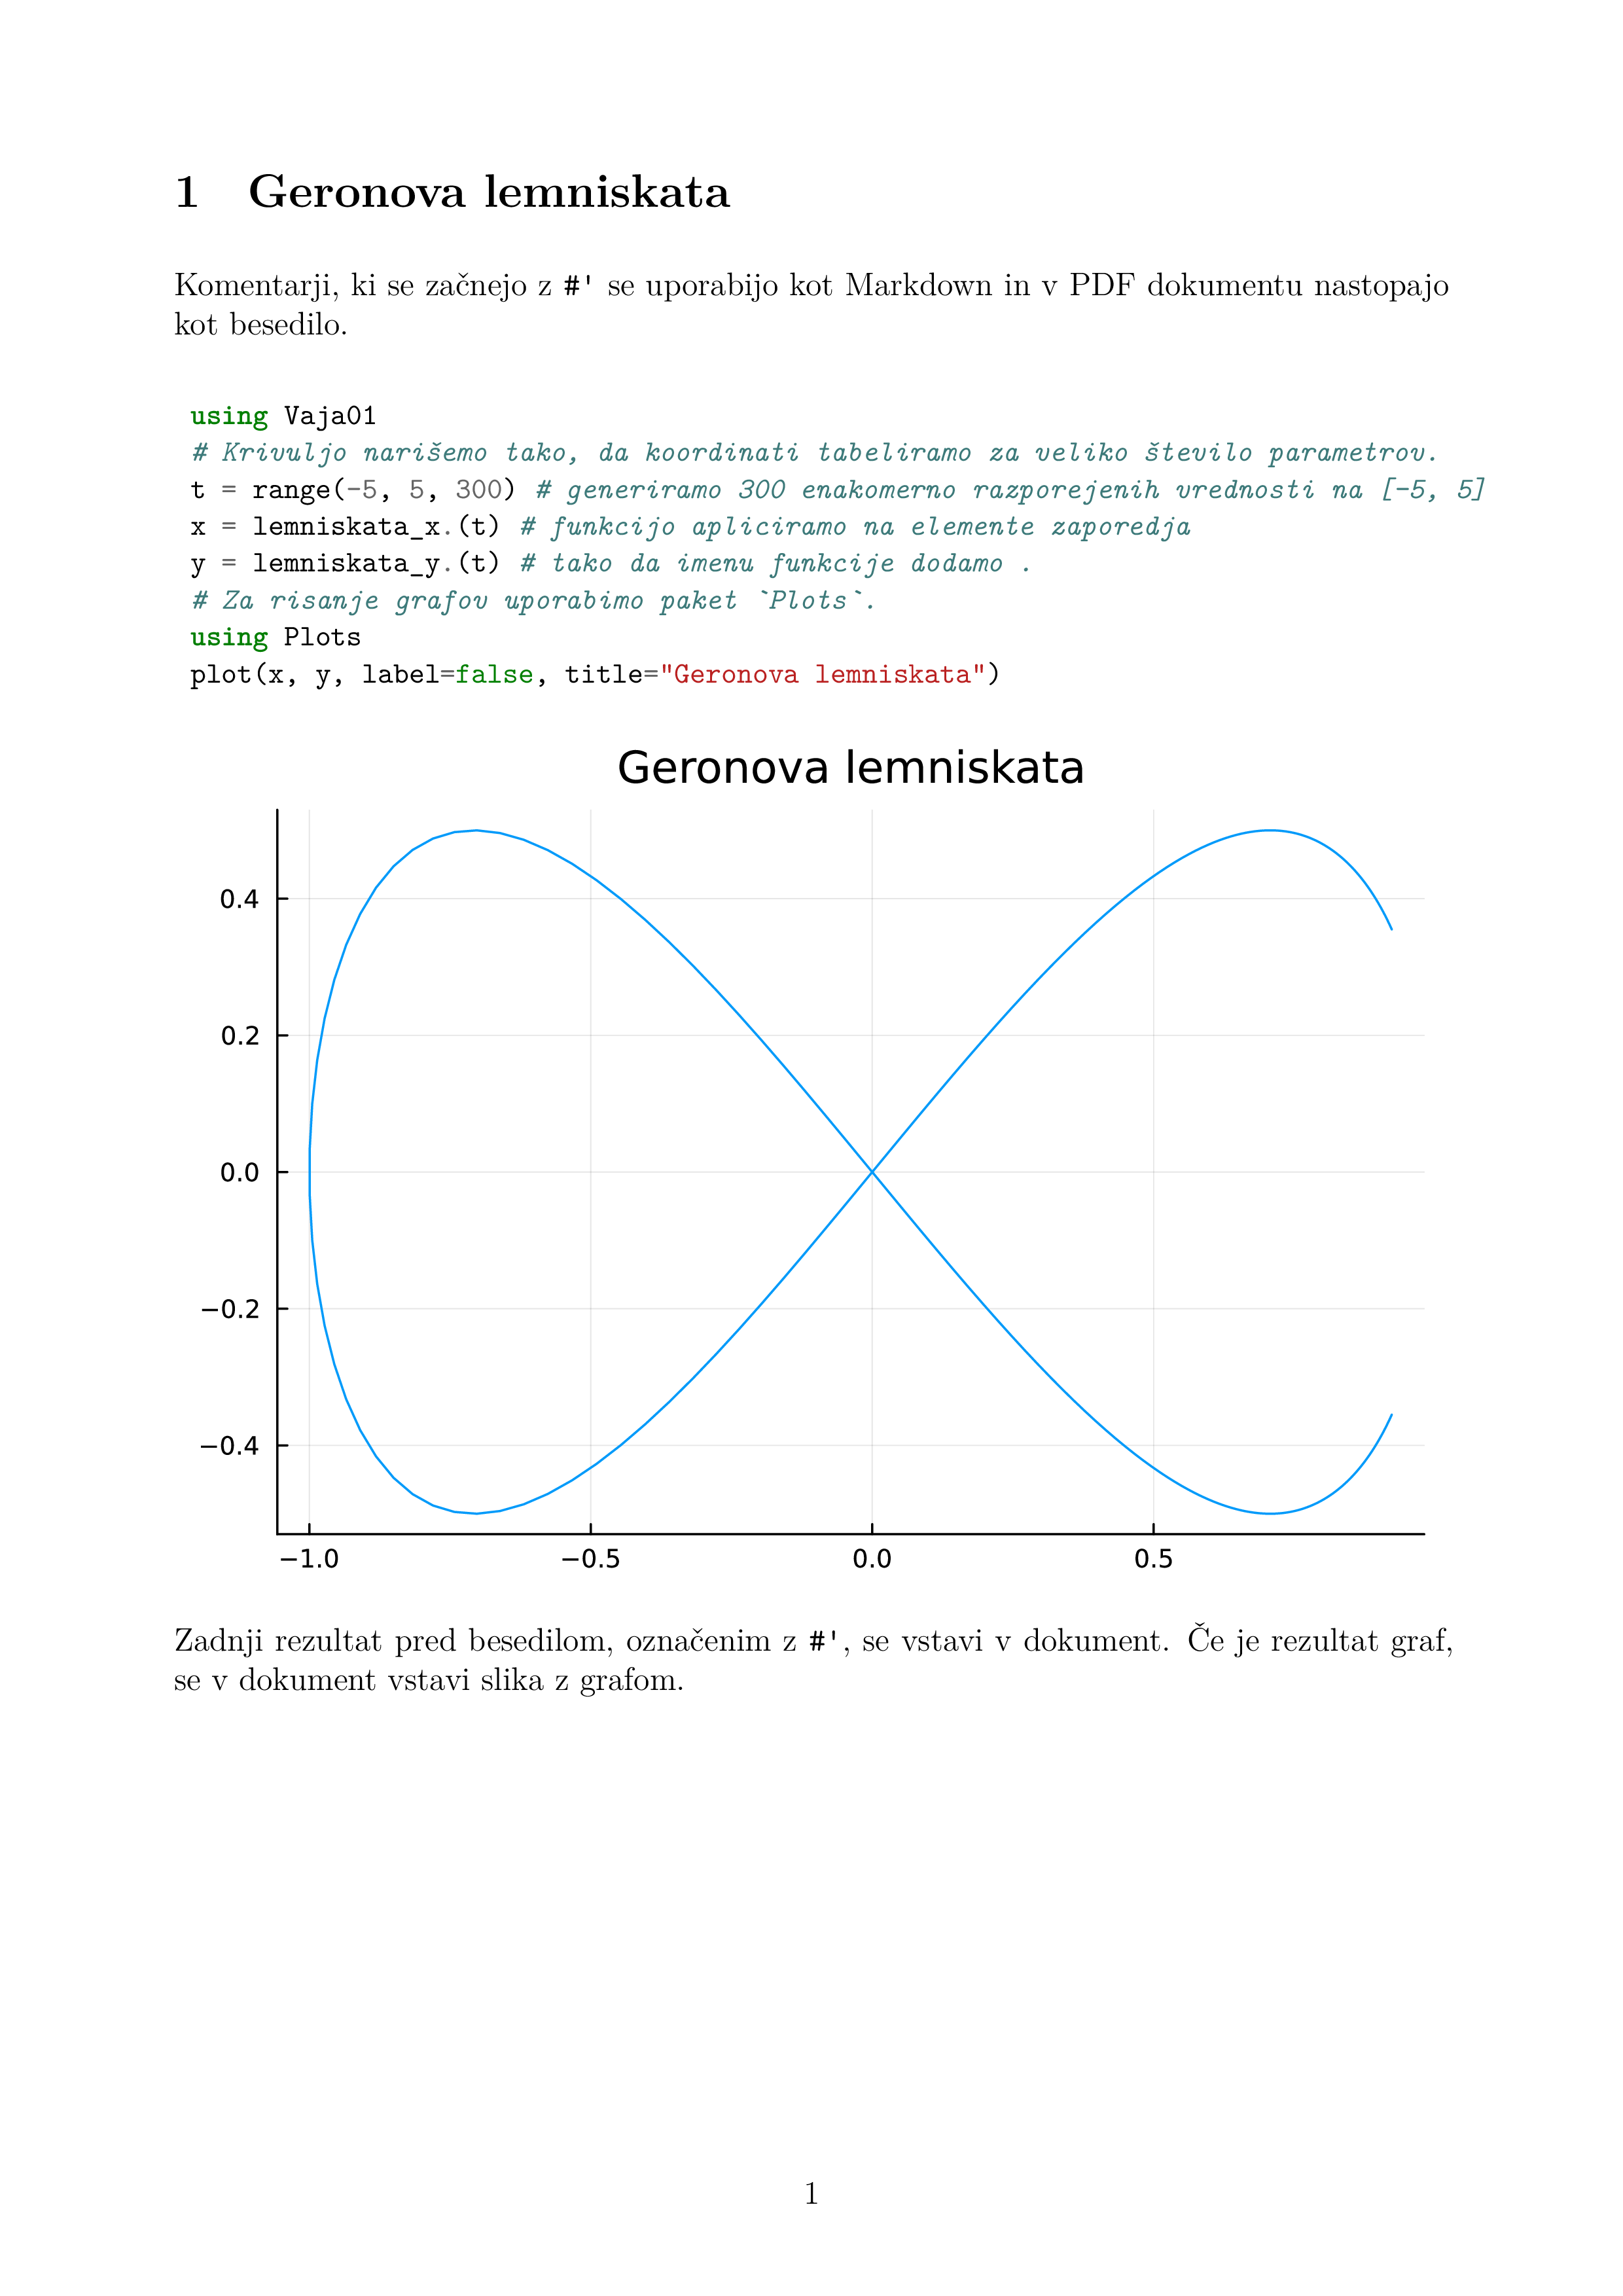 1 Geronova lemniskata
Komentarji, ki se začnejo z #' se uporabijo kot Markdown in v PDF dokumentu nastopajo
kot besedilo.
using Vaja01
# Krivuljo narišemo tako, da koordinati tabeliramo za veliko število parametrov.
t = range(-5, 5, 300) # generiramo 300 enakomerno razporejenih vrednosti na [-5, 5]
x = lemniskata_x.(t) # funkcijo apliciramo na elemente zaporedja
y = lemniskata_y.(t) # tako da imenu funkcije dodamo .
# Za risanje grafov uporabimo paket `Plots`.
using Plots
plot(x, y, label=false, title="Geronova lemniskata")
Geronova lemniskata
0.4
0.2
0.0
−0.2
−0.4
−1.0 −0.5 0.0 0.5
Zadnji rezultat pred besedilom, označenim z #', se vstavi v dokument. Če je rezultat graf,
se v dokument vstavi slika z grafom.
1